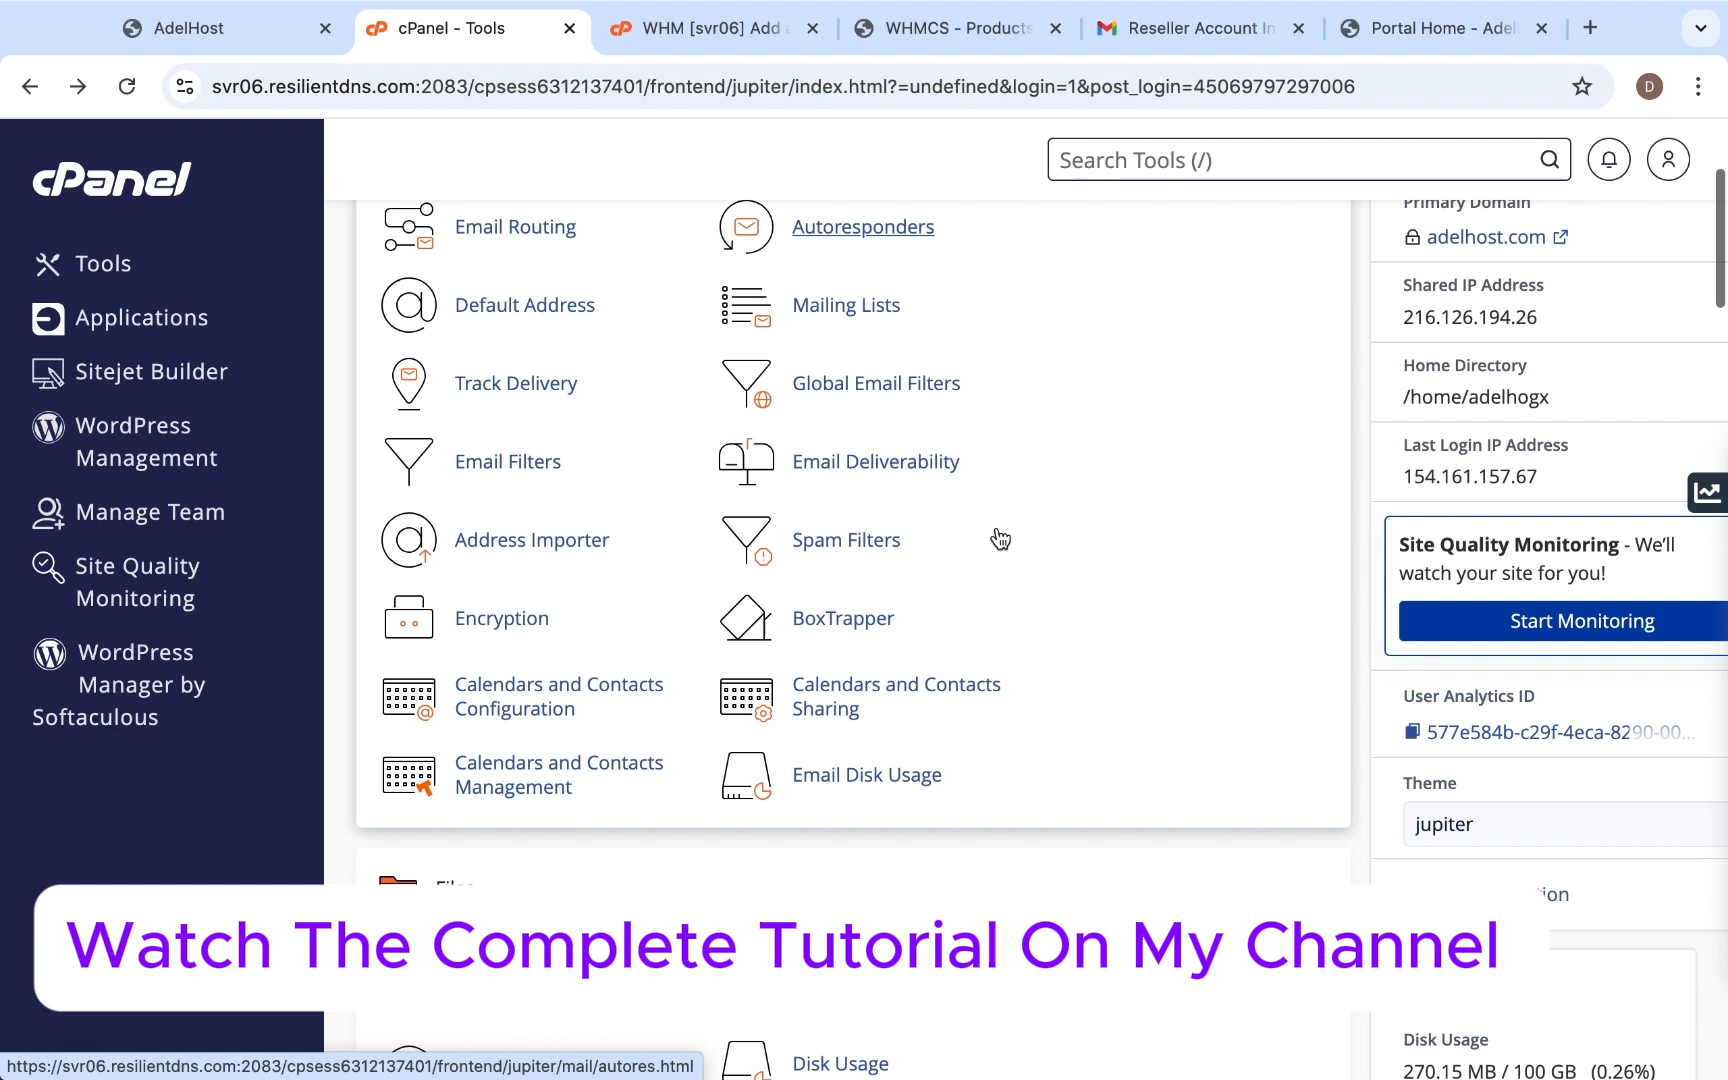 AdelHost
cPanel - Tools
WHM [svr06] Add a
WHMCS - Products
Reseller Account In
Portal Home - Adel
svr06.resilientdns.com:2083/cpsess6312137401/frontend/jupiter/index.html?=undefined&login=1&post_login=45069797297006
D
cPanel
Search Tools (/)
Tools
Applications
Sitejet Builder
WordPress
Management
Manage Team
Site Quality
Monitoring
WordPress
Manager by
Softaculous
Email Routing
Autoresponders
Default Address
Mailing Lists
Track Delivery
Global Email Filters
Email Filters
Email Deliverability
Address Importer
Spam Filters
Encryption
BoxTrapper
Calendars and Contacts
Configuration
Calendars and Contacts
Sharing
Calendars and Contacts
Management
Email Disk Usage
Files
Disk Usage
Primary Domain
adelhost.com
Shared IP Address
216.126.194.26
Home Directory
/home/adelhogx
Last Login IP Address
154.161.157.67
Site Quality Monitoring - We'll
watch your site for you!
Start Monitoring
User Analytics ID
577e584b-c29f-4eca-8290-00...
Theme
jupiter
ion
Disk Usage
270.15 MB / 100 GB (0.26%)
Watch The Complete Tutorial On My Channel
https://svr06.resilientdns.com:2083/cpsess6312137401/frontend/jupiter/mail/autores.html